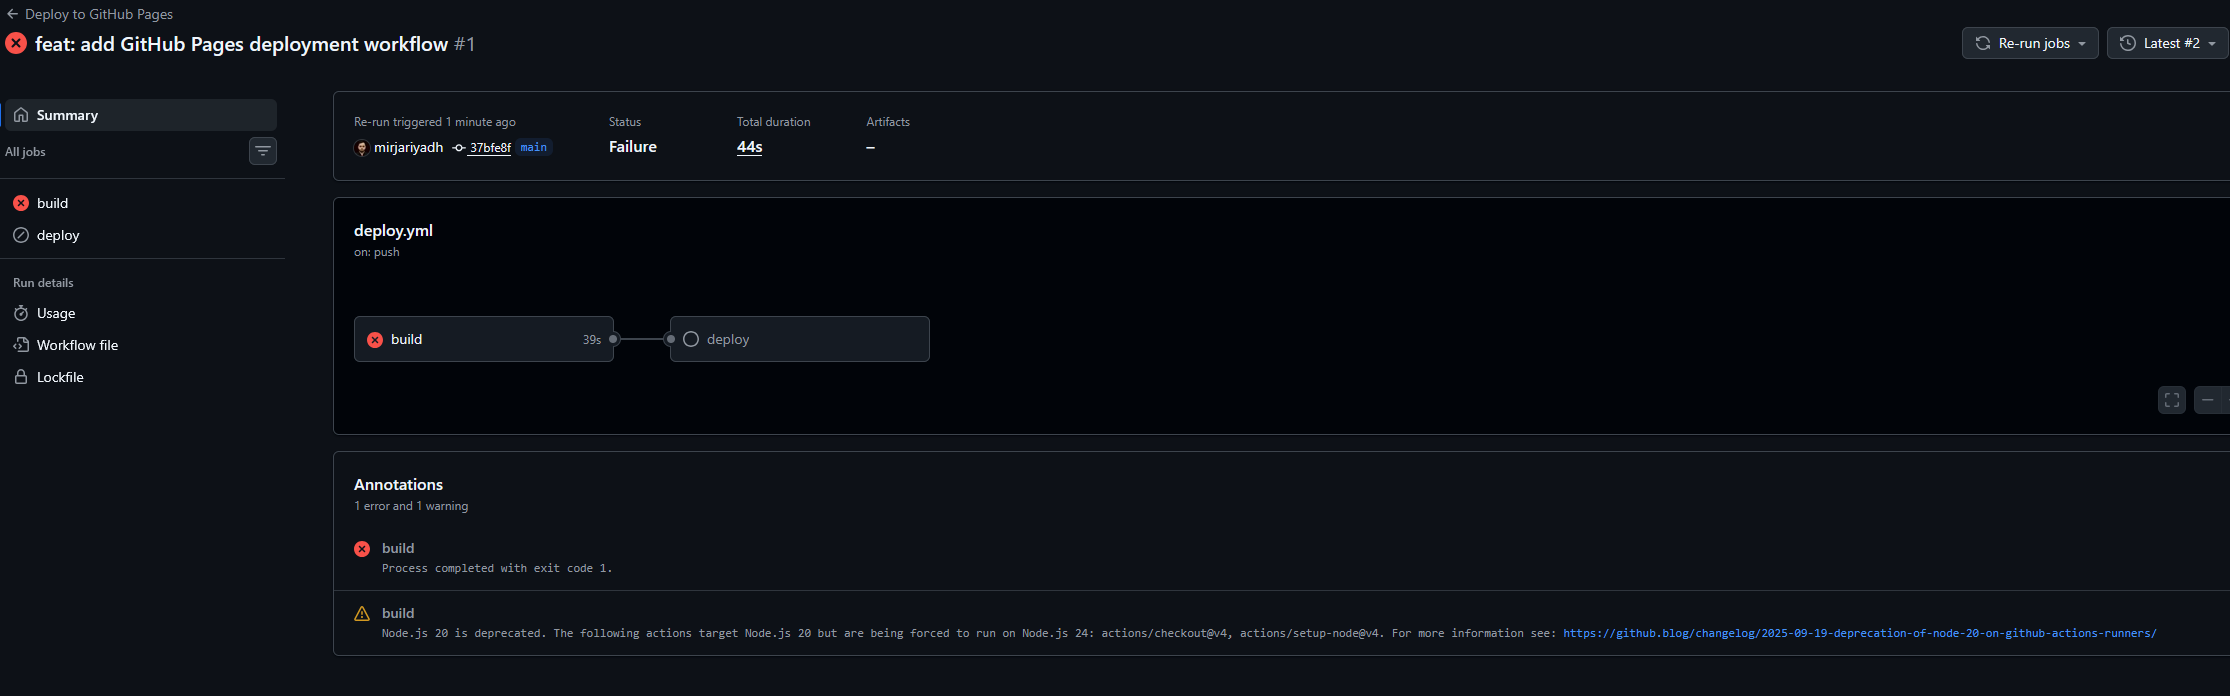 Deploy to GitHub Pages
feat: add GitHub Pages deployment workflow #1
Re-run jobs
Latest #2
Summary
All jobs
build
deploy
Run details
Usage
Workflow file
Lockfile
Re-run triggered 1 minute ago
mirjariyadh 37bfe8f main
Status
Failure
Total duration
44s
Artifacts
–
deploy.yml
on: push
build 39s
deploy
Annotations
1 error and 1 warning
build
Process completed with exit code 1.
build
Node.js 20 is deprecated. The following actions target Node.js 20 but are being forced to run on Node.js 24: actions/checkout@v4, actions/setup-node@v4. For more information see: https://github.blog/changelog/2025-09-19-deprecation-of-node-20-on-github-actions-runners/